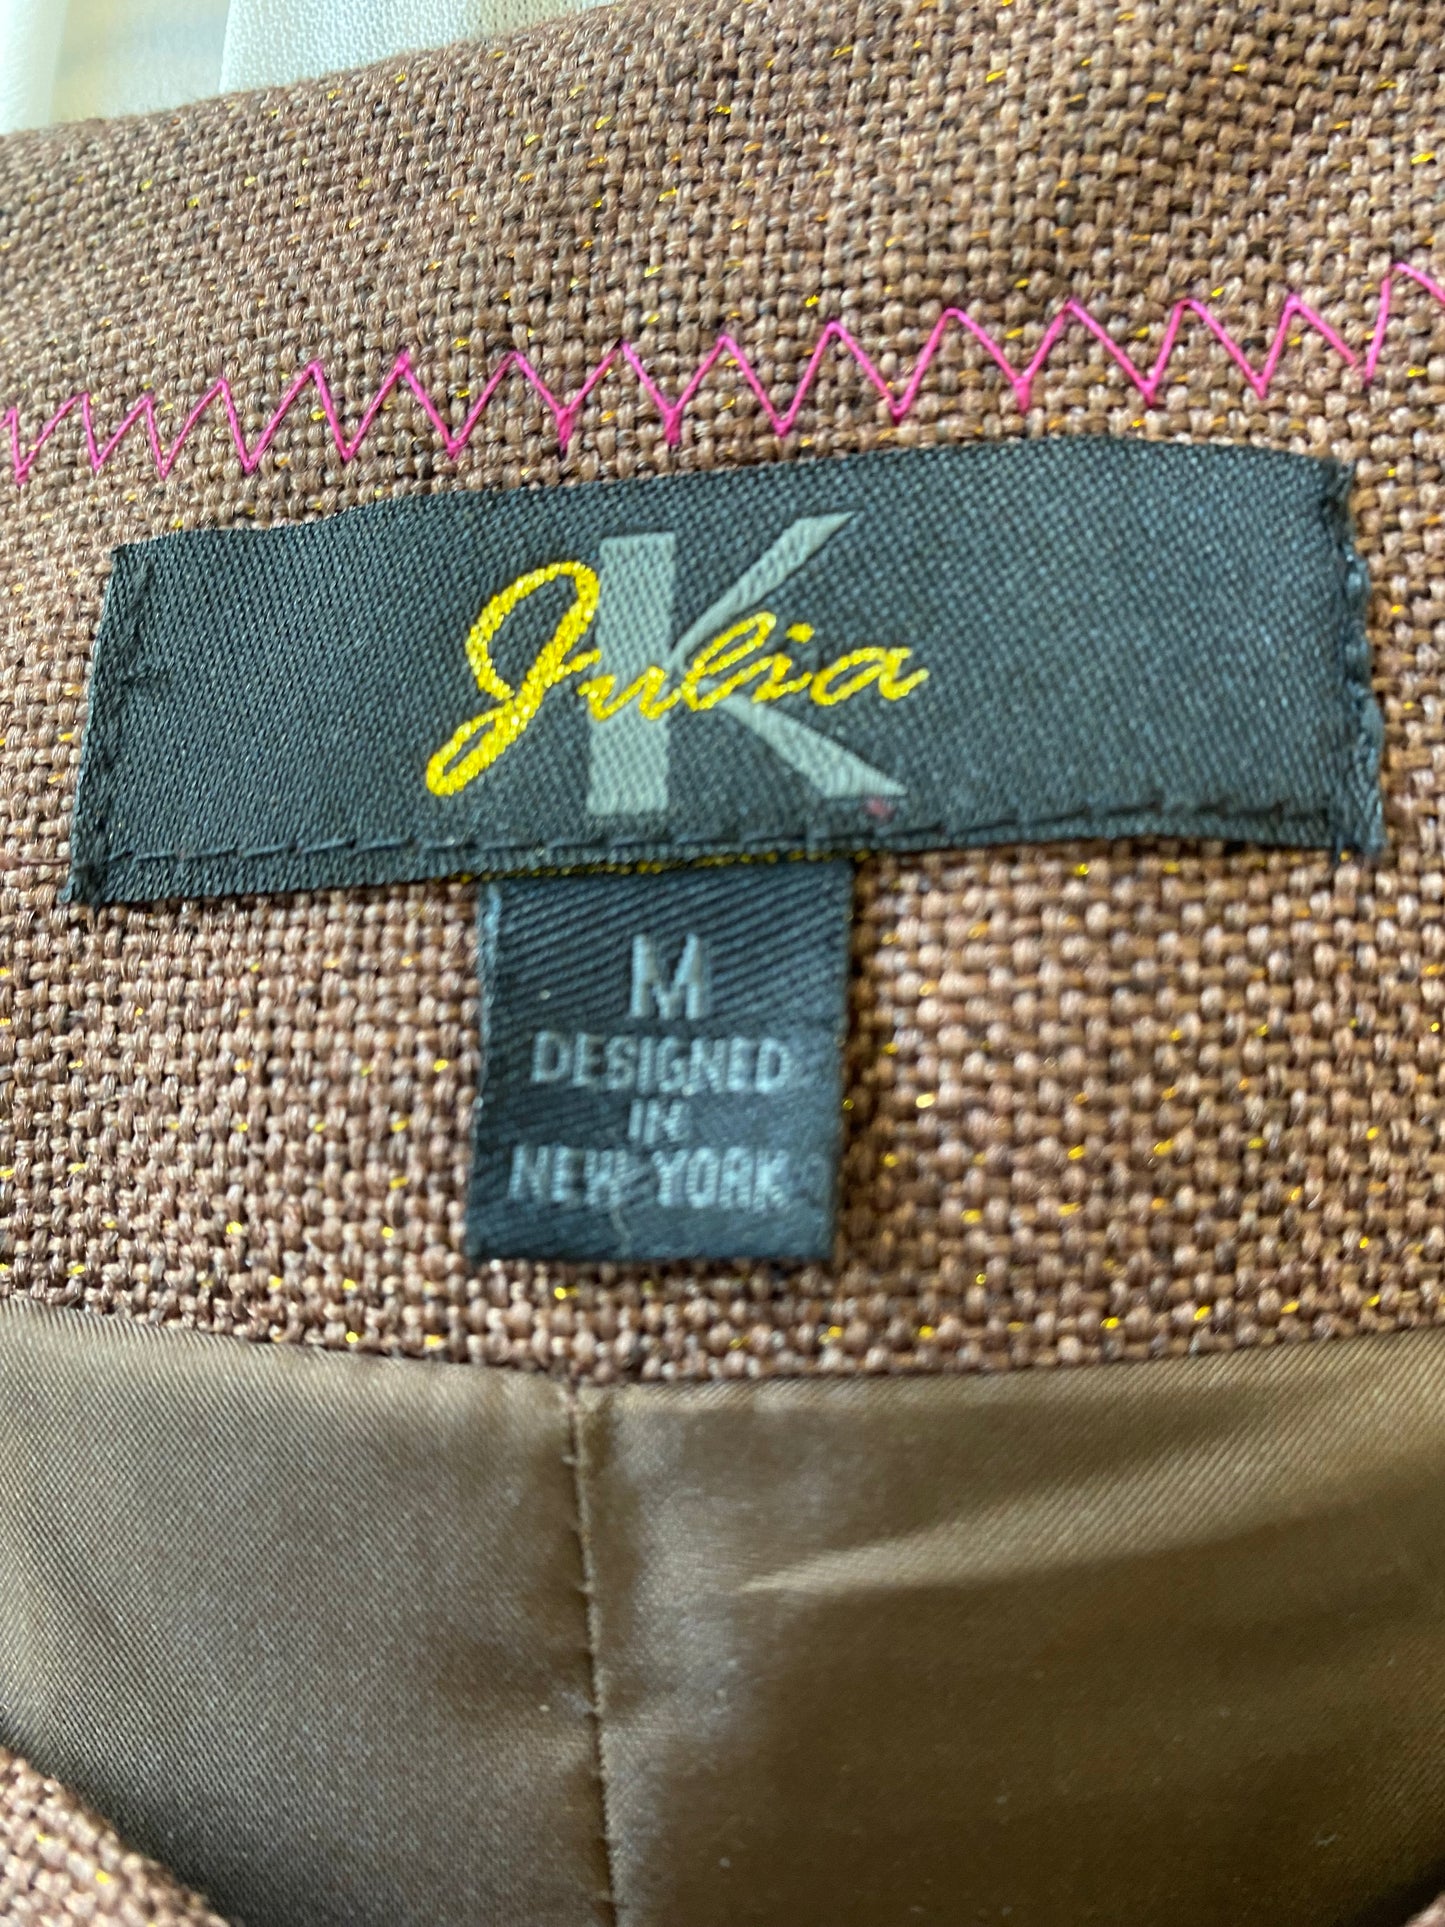 Julia K
M
DESIGNED
IN
NEW YORK